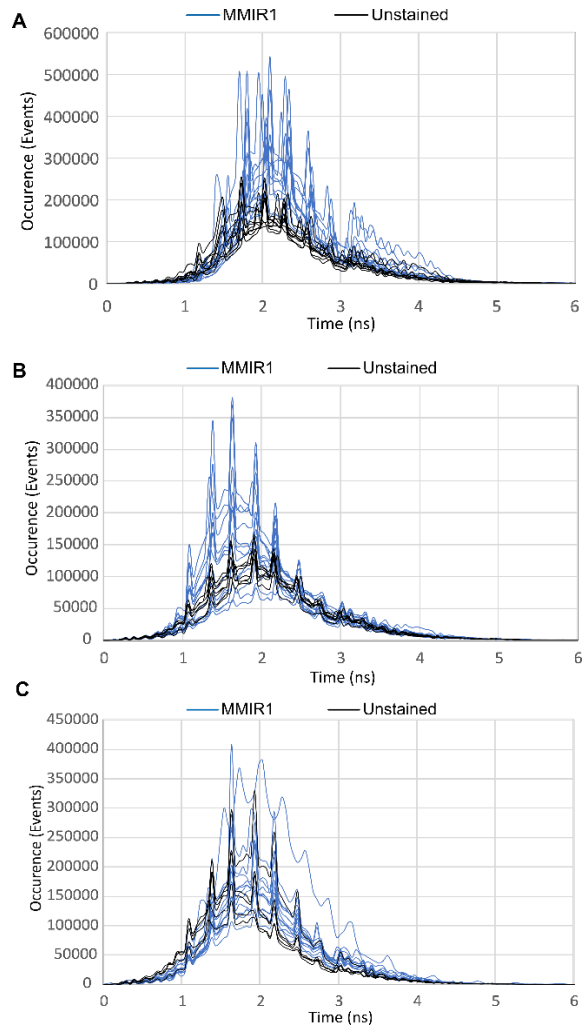 A
MMIR1 Unstained
600000
500000
400000
300000
200000
100000
0
Occurence (Events)
0 1 2 3 4 5 6
Time (ns)
B
MMIR1 Unstained
400000
350000
300000
250000
200000
150000
100000
50000
0
Occurence (Events)
0 1 2 3 4 5 6
Time (ns)
C
MMIR1 Unstained
450000
400000
350000
300000
250000
200000
150000
100000
50000
0
Occurence (Events)
0 1 2 3 4 5 6
Time (ns)